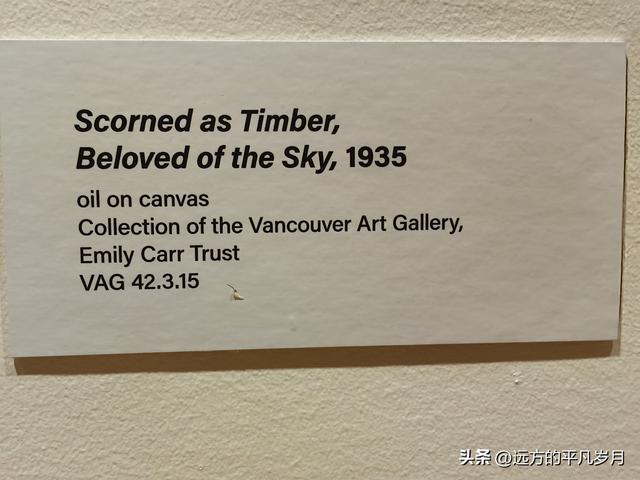 Scorned as Timber,
Beloved of the Sky, 1935
oil on canvas
Collection of the Vancouver Art Gallery,
Emily Carr Trust
VAG 42.3.15
头条 @远方的平凡岁月